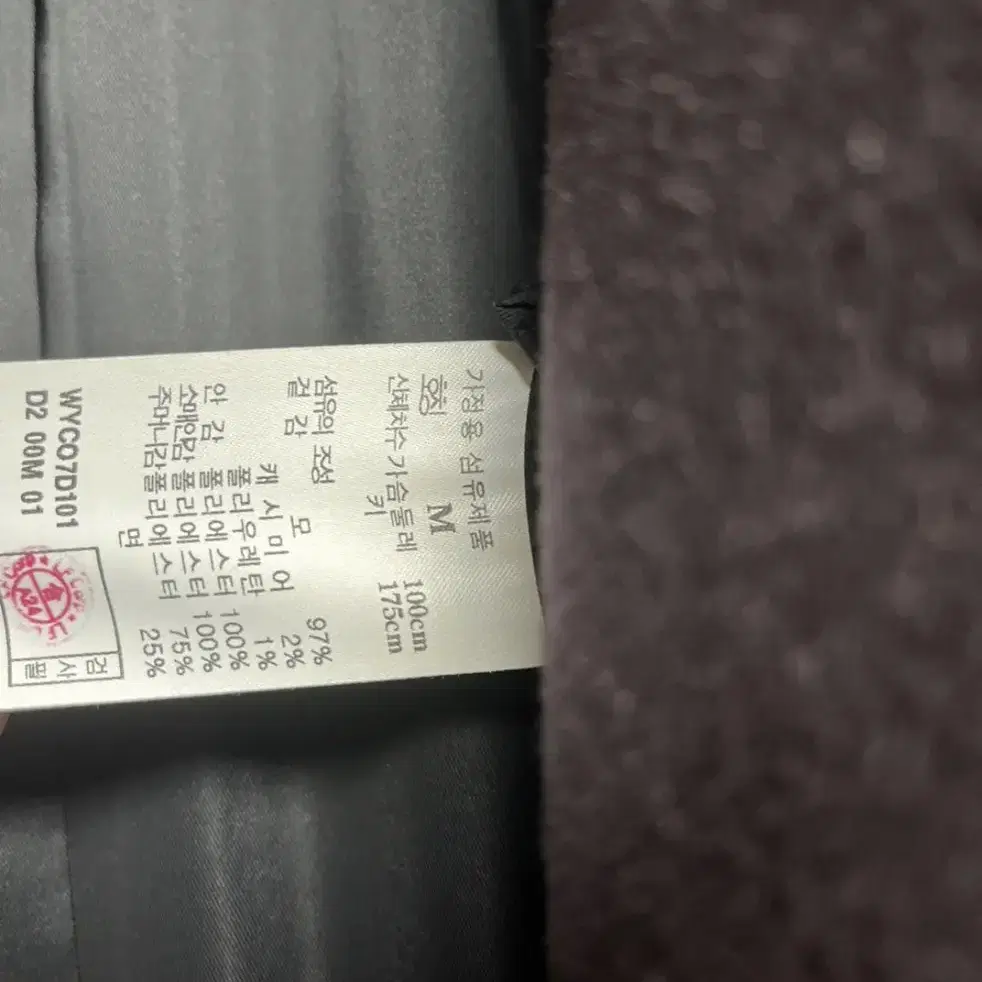 가정용 섬유제품
호칭 M
신체치수 가슴둘레 100cm
키 175cm
섬유의 조성
겉감 모 97%
캐시미어 2%
폴리우레탄 1%
안감 폴리에스터 100%
소매안감 폴리에스터 100%
주머니감 폴리에스터 75%
면 25%
WYCO7D101
D2 00M 01
검사필
A24